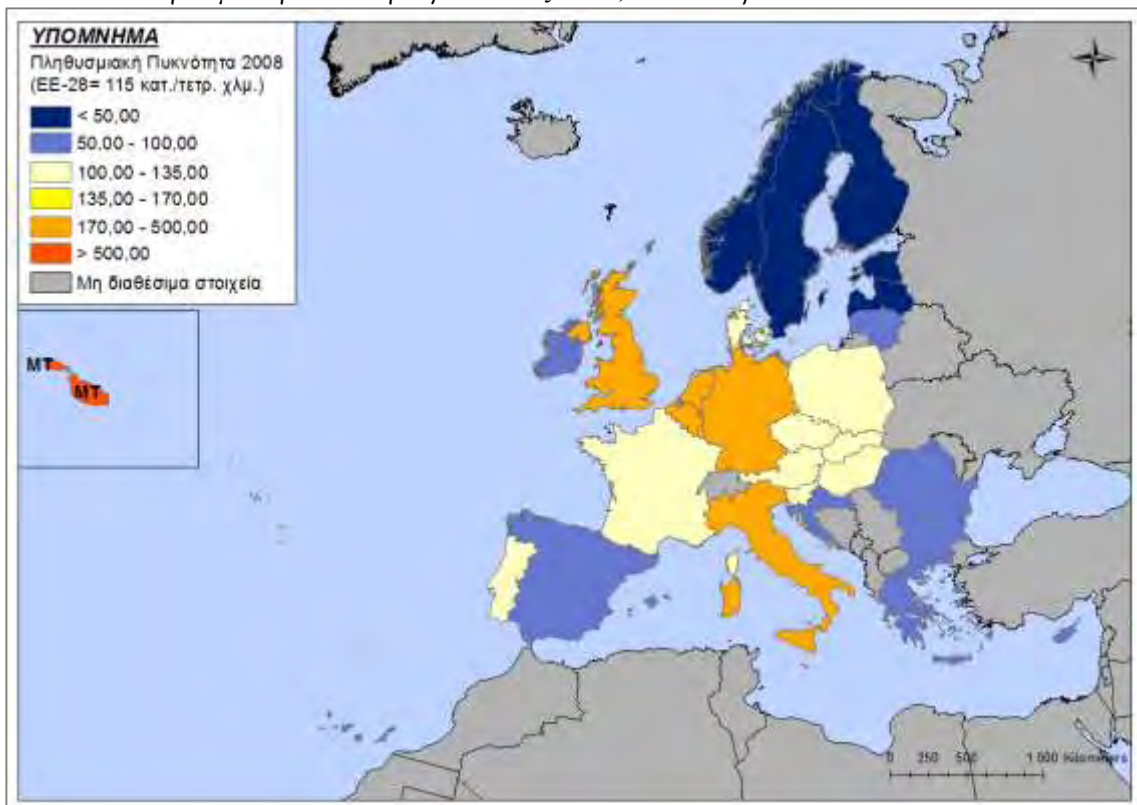 ΥΠΟΜΝΗΜΑ
Πληθυσμιακή Πυκνότητα 2008
(ΕΕ-28= 115 κατ./τετρ. χλμ.)
< 50,00
50,00 - 100,00
100,00 - 135,00
135,00 - 170,00
170,00 - 500,00
> 500,00
Μη διαθέσιμα στοιχεία
MT
MT
0 250 500 1 000 Kilometers